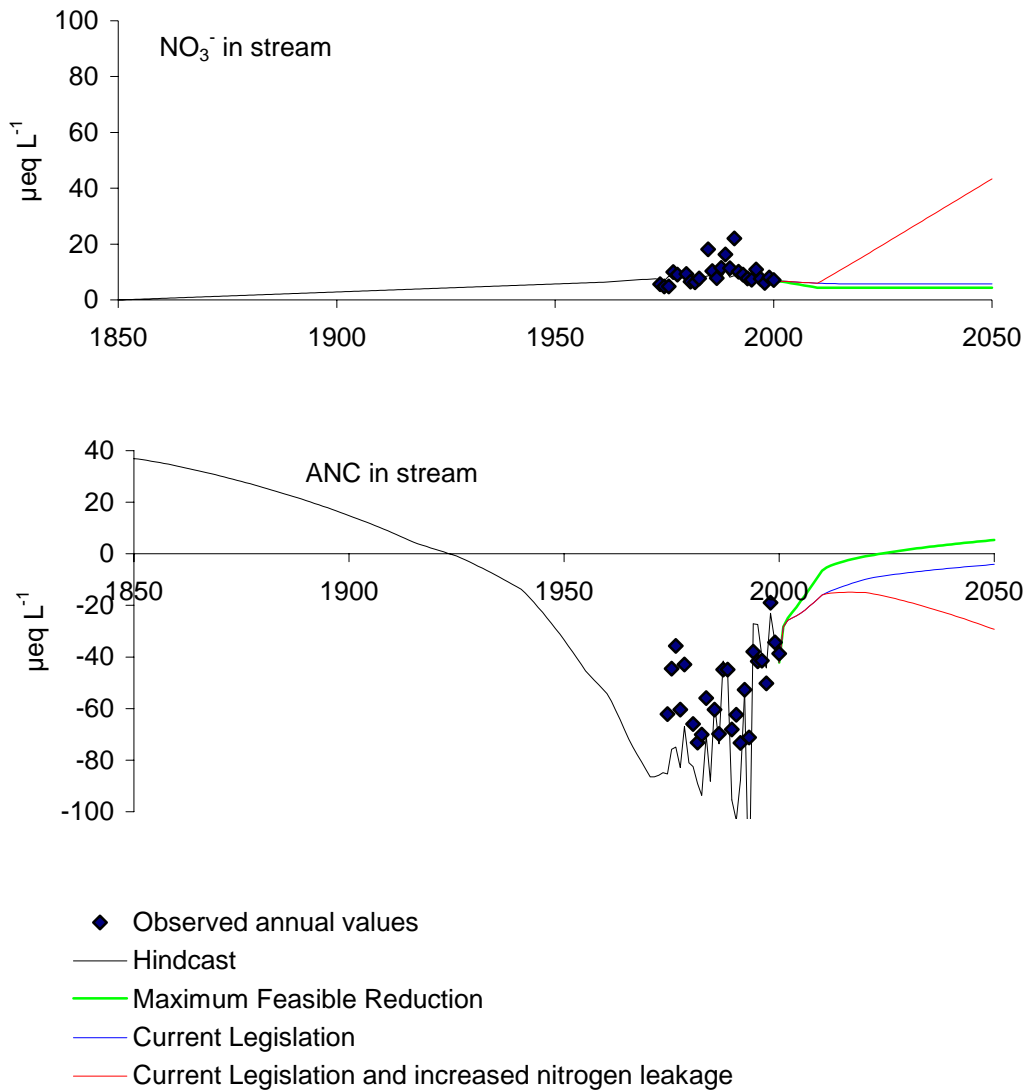 100
NO3- in stream
80
60
µeq L-1
40
20
0
1850 1900 1950 2000 2050
40
ANC in stream
20
0
1850 1900 1950 2000 2050
-20
µeq L-1
-40
-60
-80
-100
Observed annual values
Hindcast
Maximum Feasible Reduction
Current Legislation
Current Legislation and increased nitrogen leakage